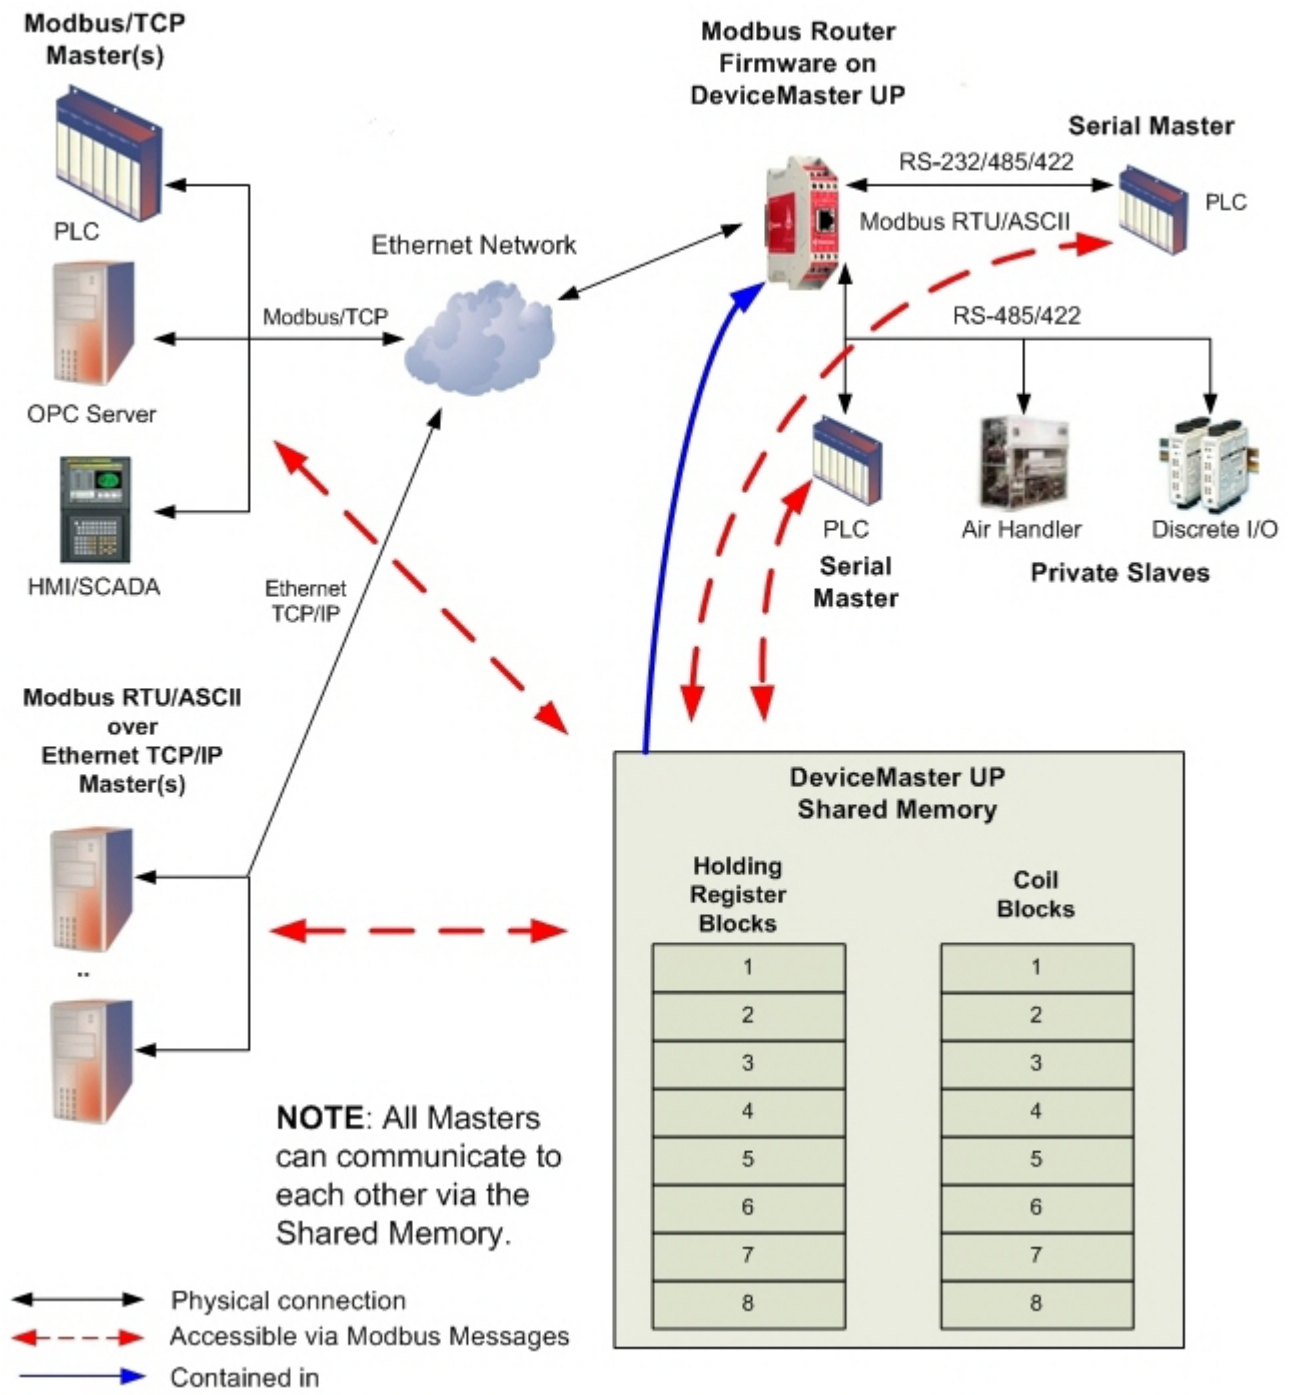 Modbus/TCP
Master(s)
PLC
OPC Server
HMI/SCADA
Modbus/TCP
Ethernet Network
Ethernet
TCP/IP
Modbus Router
Firmware on
DeviceMaster UP
Serial Master
RS-232/485/422
PLC
Modbus RTU/ASCII
RS-485/422
PLC
Serial
Master
Air Handler
Discrete I/O
Private Slaves
Modbus RTU/ASCII
over
Ethernet TCP/IP
Master(s)
..
DeviceMaster UP
Shared Memory
Holding
Register
Blocks
1
2
3
4
5
6
7
8
Coil
Blocks
1
2
3
4
5
6
7
8
NOTE: All Masters
can communicate to
each other via the
Shared Memory.
Physical connection
Accessible via Modbus Messages
Contained in